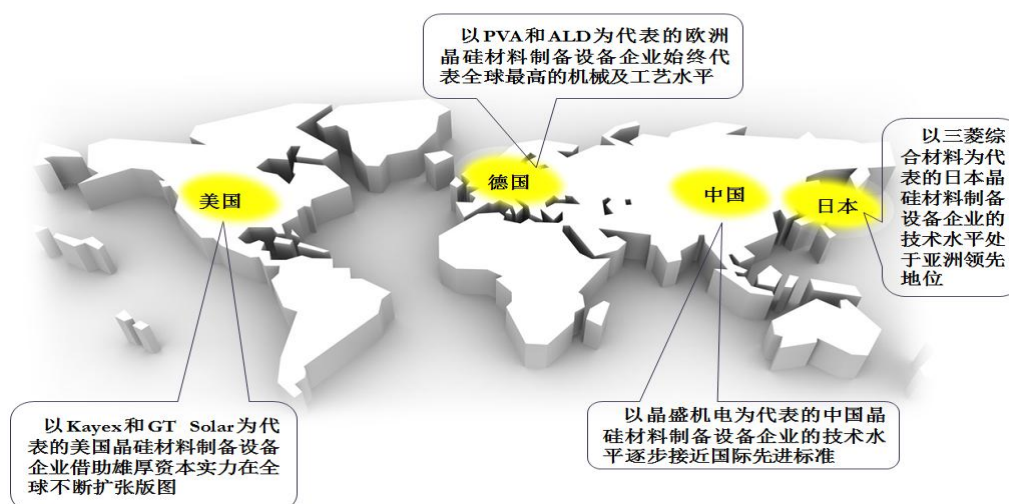 以PVA和ALD为代表的欧洲
晶硅材料制备设备企业始终代
表全球最高的机械及工艺水平
以三菱综
合材料为代
表的日本晶
硅材料制备
设备企业的
技术水平处
于亚洲领先
地位
美国
德国
中国
日本
以Kayex和GT Solar为代
表的美国晶硅材料制备设备
企业借助雄厚资本实力在全
球不断扩张版图
以晶盛机电为代表的中国晶
硅材料制备设备企业的技术水
平逐步接近国际先进标准